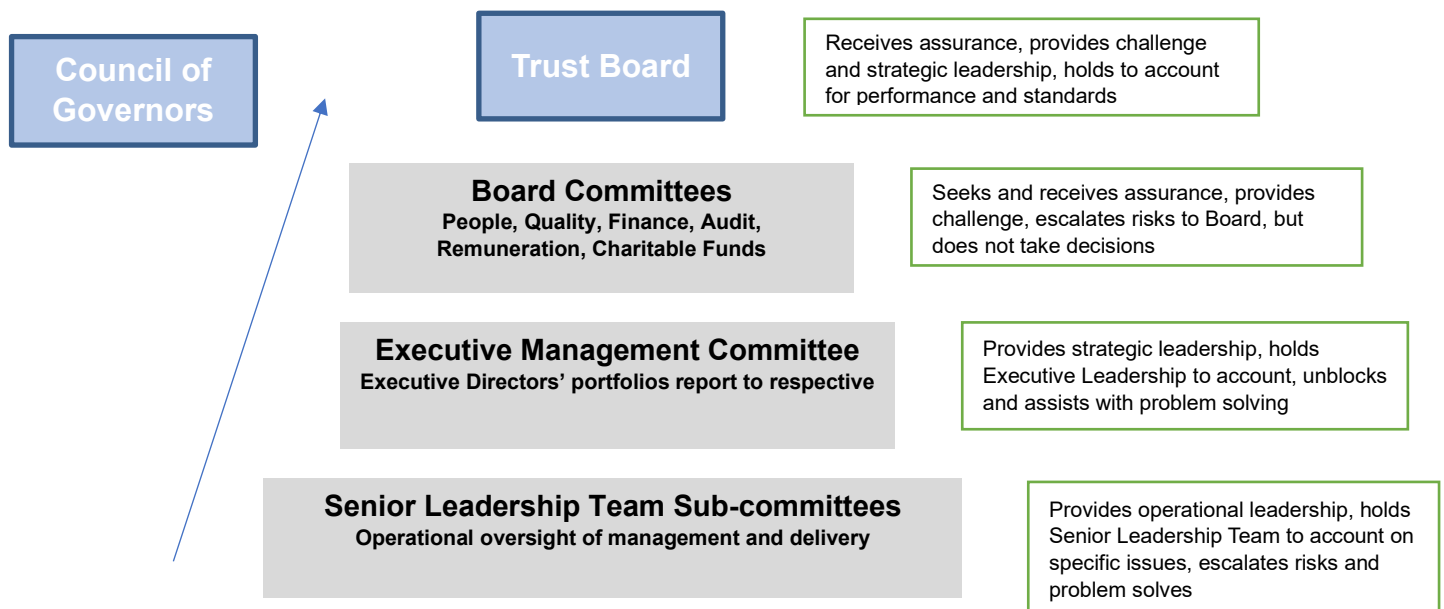 Council of
Governors
Trust Board
Receives assurance, provides challenge
and strategic leadership, holds to account
for performance and standards
Board Committees
People, Quality, Finance, Audit,
Remuneration, Charitable Funds
Seeks and receives assurance, provides
challenge, escalates risks to Board, but
does not take decisions
Executive Management Committee
Executive Directors’ portfolios report to respective
Provides strategic leadership, holds
Executive Leadership to account, unblocks
and assists with problem solving
Senior Leadership Team Sub-committees
Operational oversight of management and delivery
Provides operational leadership, holds
Senior Leadership Team to account on
specific issues, escalates risks and
problem solves